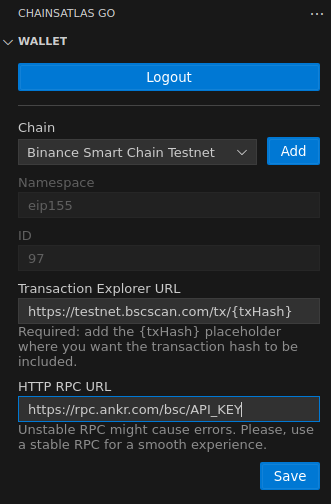 CHAINSATLAS GO
WALLET
Logout
Chain
Binance Smart Chain Testnet
Add
Namespace
eip155
ID
97
Transaction Explorer URL
https://testnet.bscscan.com/tx/{txHash}
Required: add the {txHash} placeholder
where you want the transaction hash to be
included.
HTTP RPC URL
https://rpc.ankr.com/bsc/API_KEY
Unstable RPC might cause errors. Please, use
a stable RPC for a smooth experience.
Save